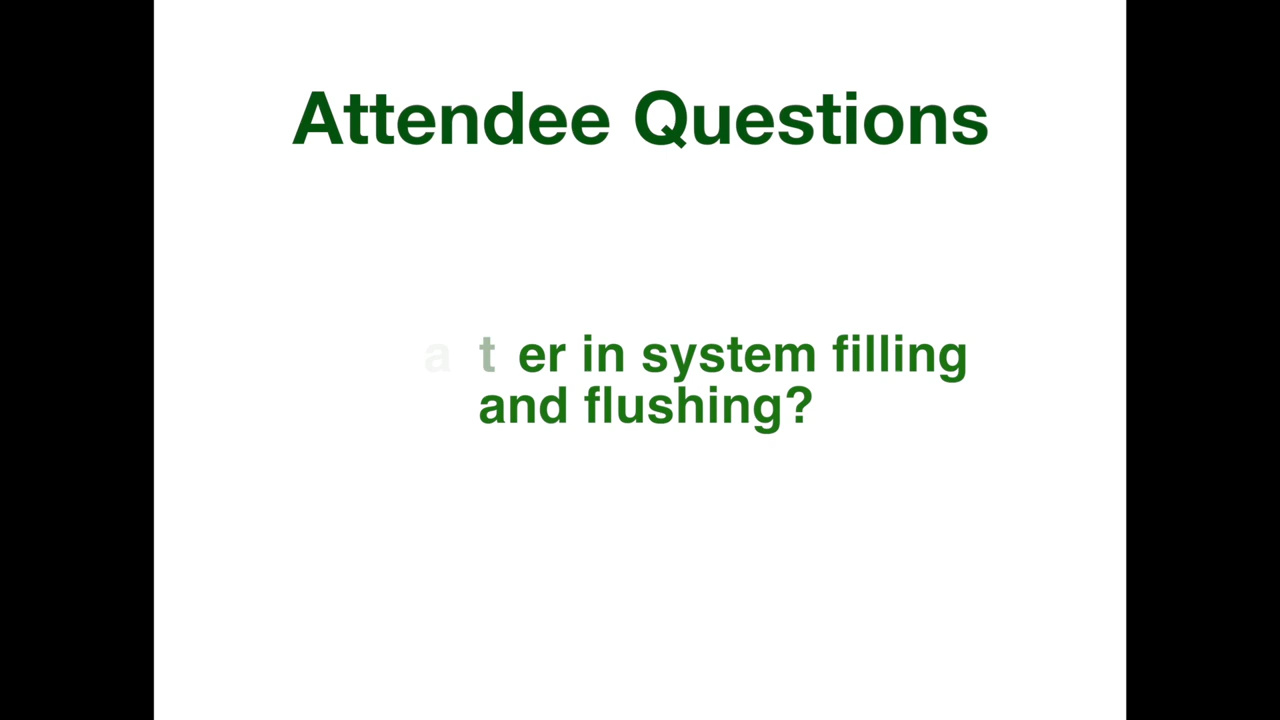 Attendee Questions
a t er in system filling
and flushing?